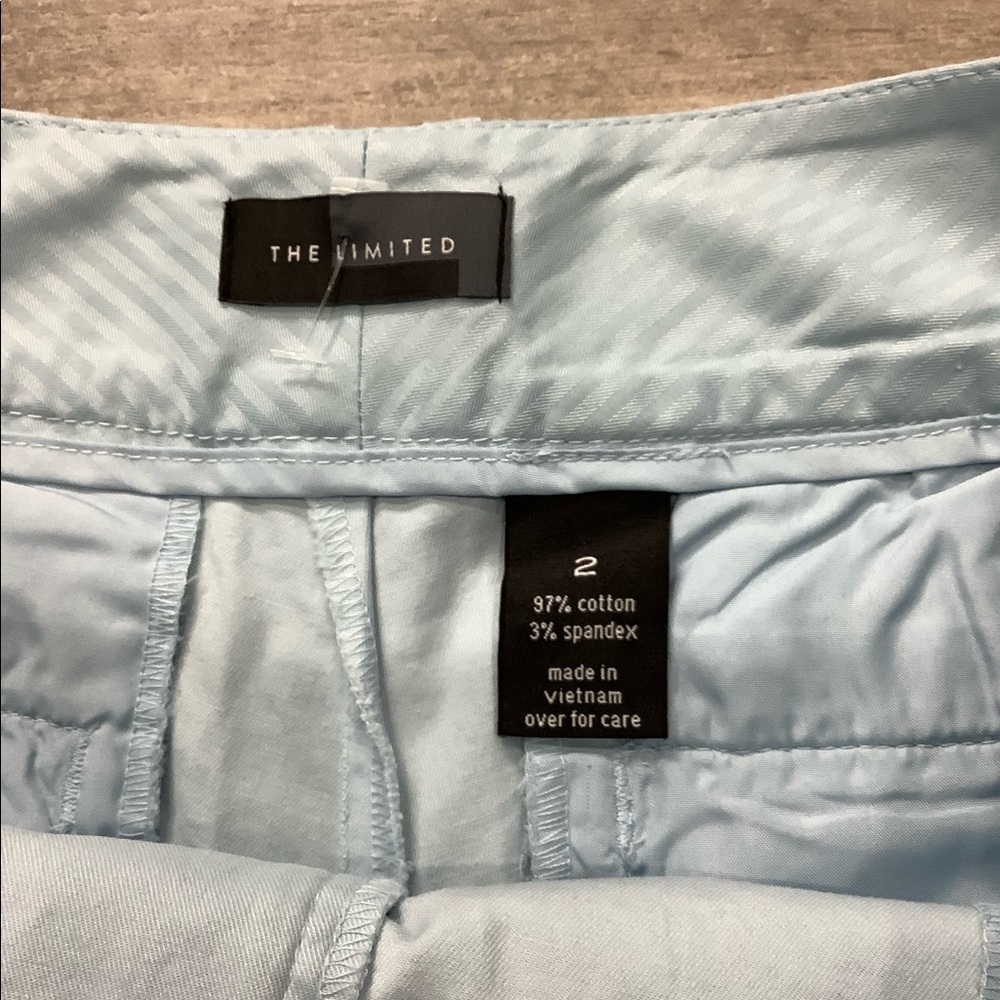 THE LIMITED
2
97% cotton
3% spandex
made in
vietnam
over for care